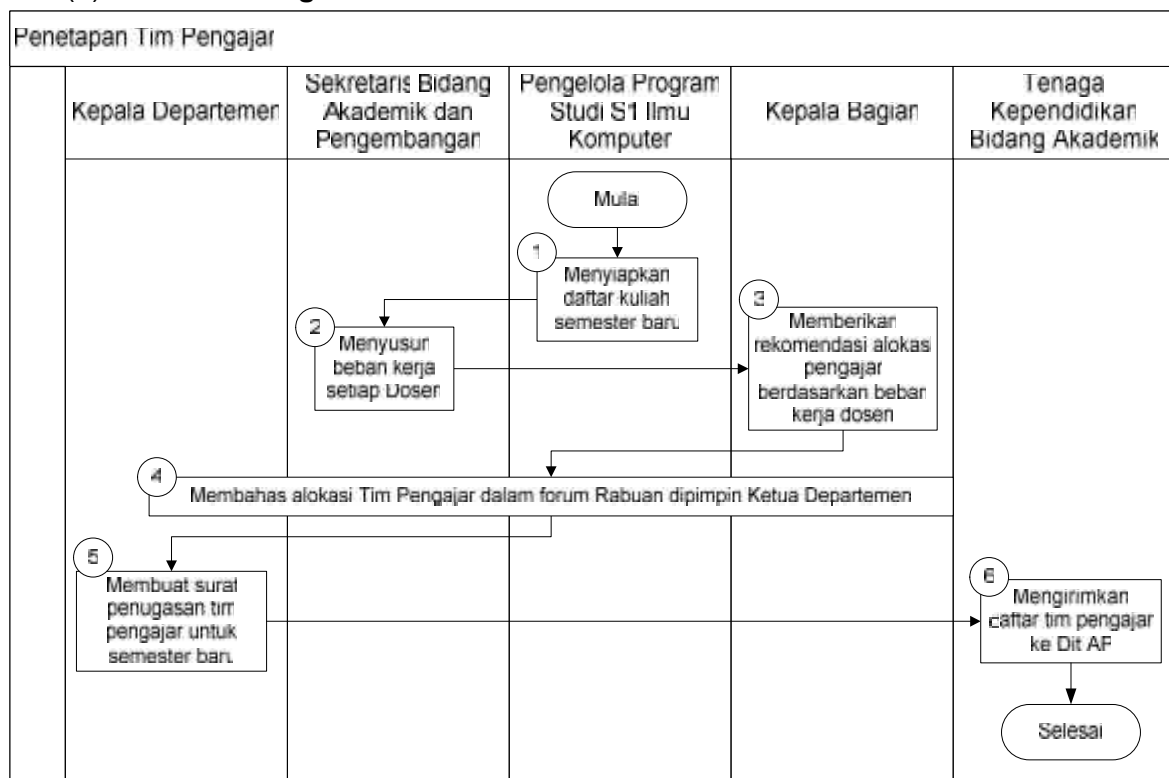 Penetapan Tim Pengajar
Kepala Departemen
Sekretaris Bidang
Akademik dan
Pengembangan
Pengelola Program
Studi S1 Ilmu
Komputer
Kepala Bagian
Tenaga
Kependidikan
Bidang Akademik
Mulai
1
Menyiapkan
daftar kuliah
semester baru
2
Menyusun
beban kerja
setiap Dosen
3
Memberikan
rekomendasi alokasi
pengajar
berdasarkan beban
kerja dosen
4
Membahas alokasi Tim Pengajar dalam forum Rabuan dipimpin Ketua Departemen
5
Membuat surat
penugasan tim
pengajar untuk
semester baru
6
Mengirimkan
daftar tim pengajar
ke Dit AP
Selesai